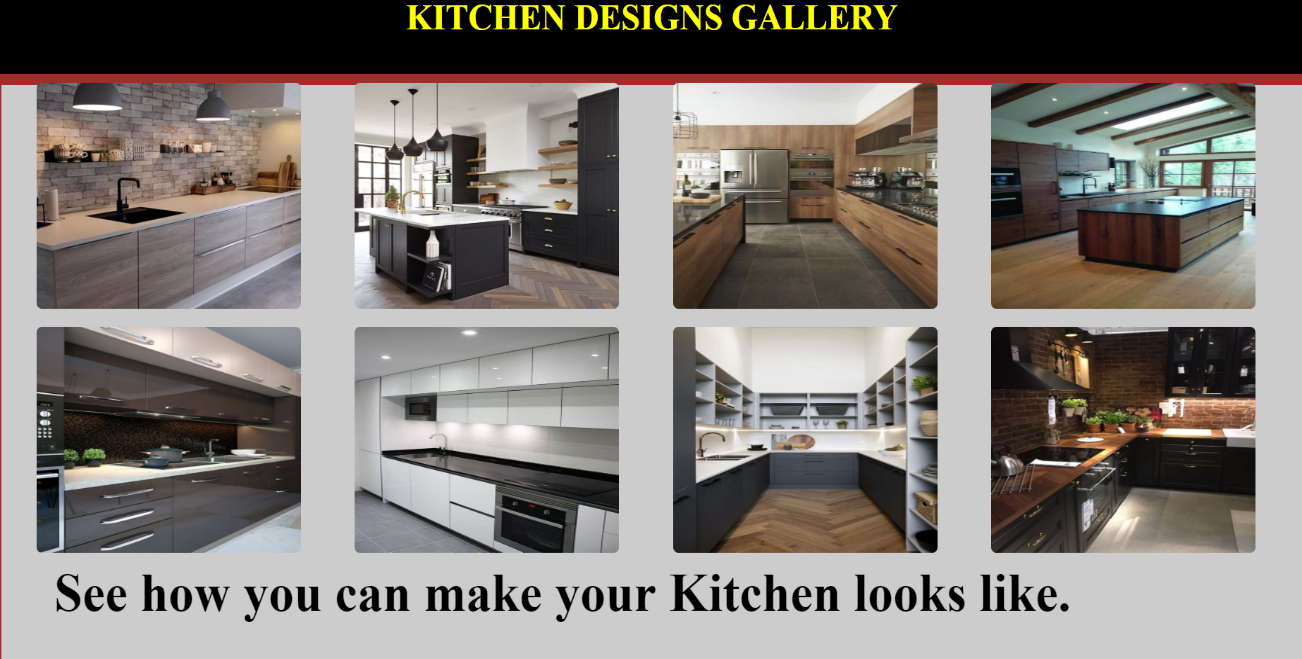 KITCHEN DESIGNS GALLERY
See how you can make your Kitchen looks like.